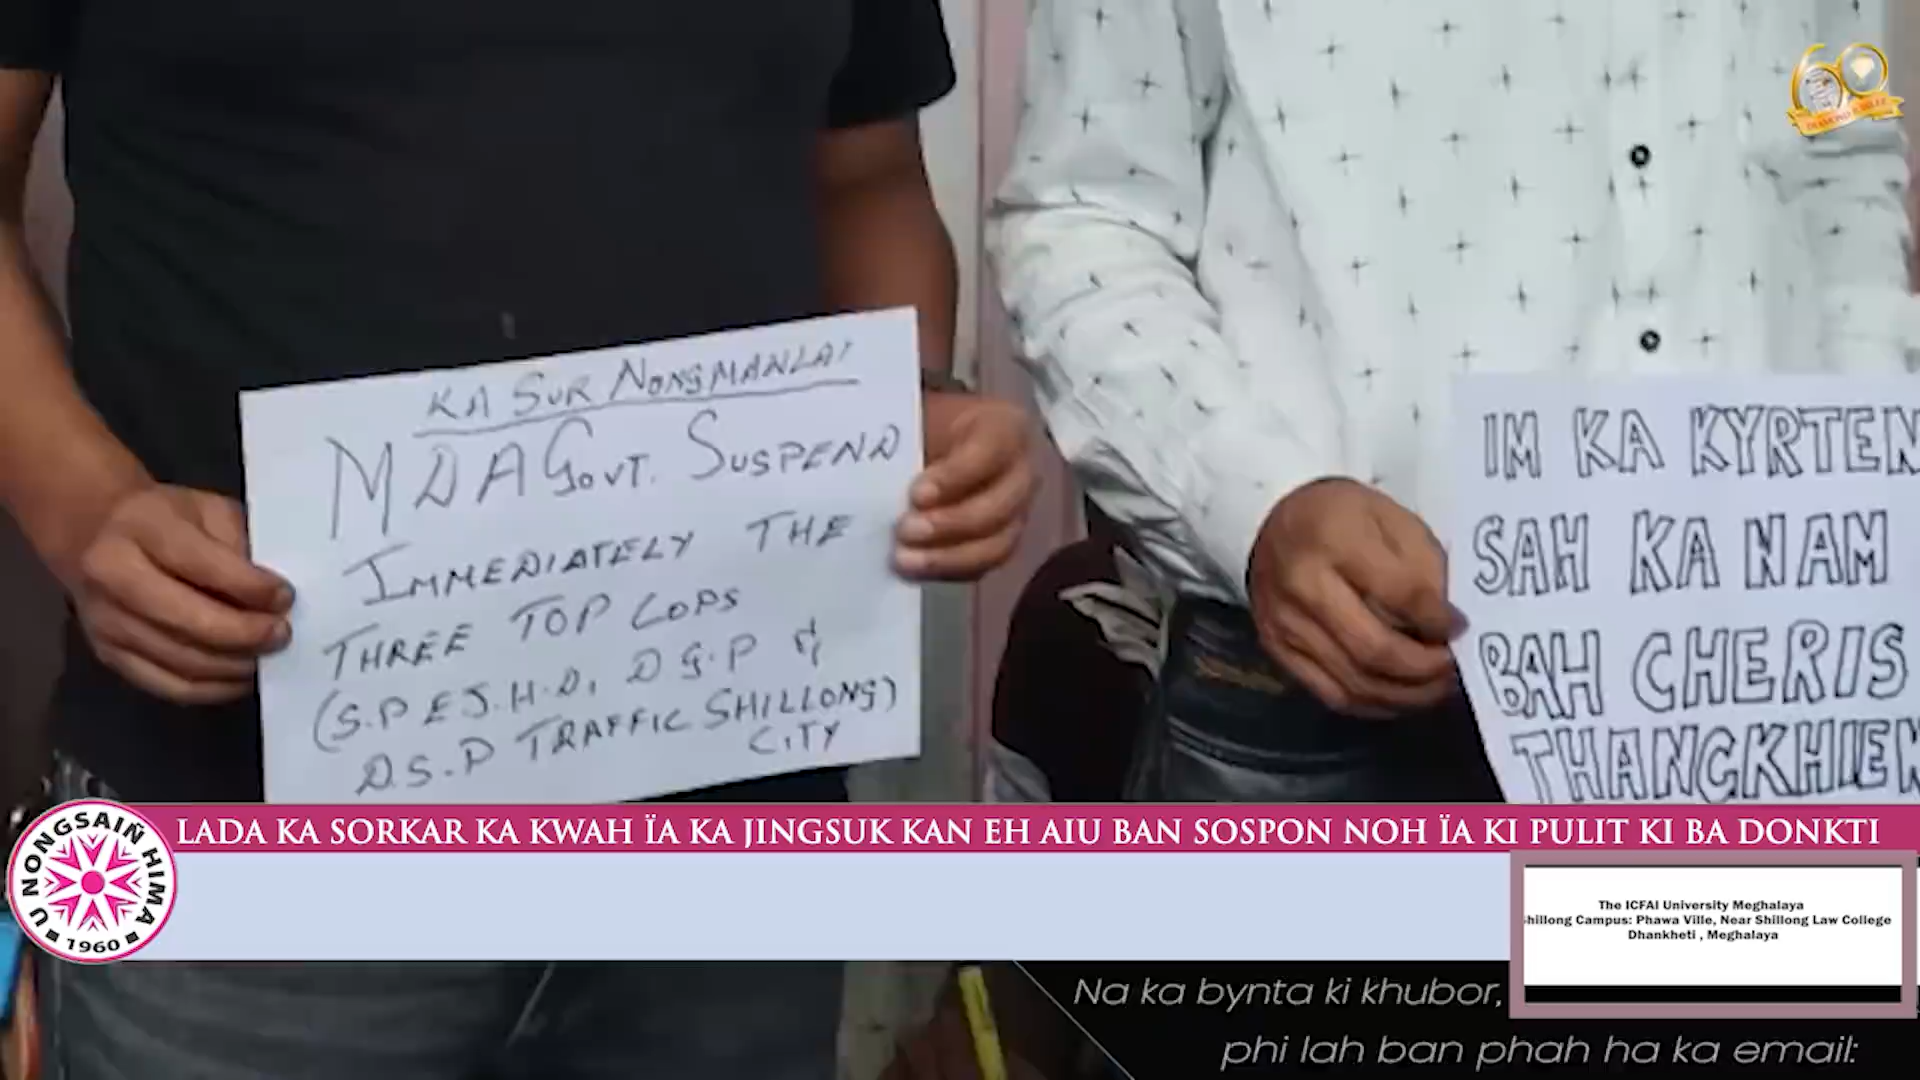 60
DIAMOND JUBILEE
KA SUR NONGMANLAI
MDA GOVT. SUSPEND
IMMEDIATELY THE
THREE TOP COPS
(S.P E.J.H.D, D G.P &
D.S.P TRAFFIC SHILLONG)
CITY
IM KA KYRTEN
SAH KA NAM
BAH CHERIS
THANGKHIEW
U NONGSAIÑ HIMA
1960
LADA KA SORKAR KA KWAH ÏA KA JINGSUK KAN EH AIU BAN SOSPON NOH ÏA KI PULIT KI BA DONKTI
The ICFAI University Meghalaya
hillong Campus: Phawa Ville, Near Shillong Law College
Dhankheti , Meghalaya
Na ka bynta ki khubor,
phi lah ban phah ha ka email: